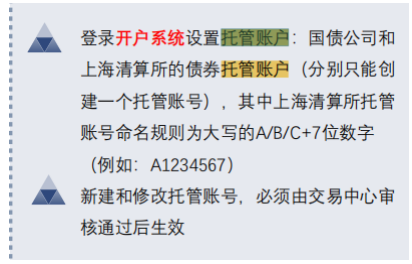 登录开户系统设置托管账户：国债公司和
上海清算所的债券托管账户（分别只能创
建一个托管账号），其中上海清算所托管
账号命名规则为大写的A/B/C+7位数字
（例如：A1234567）
新建和修改托管账号，必须由交易中心审
核通过后生效